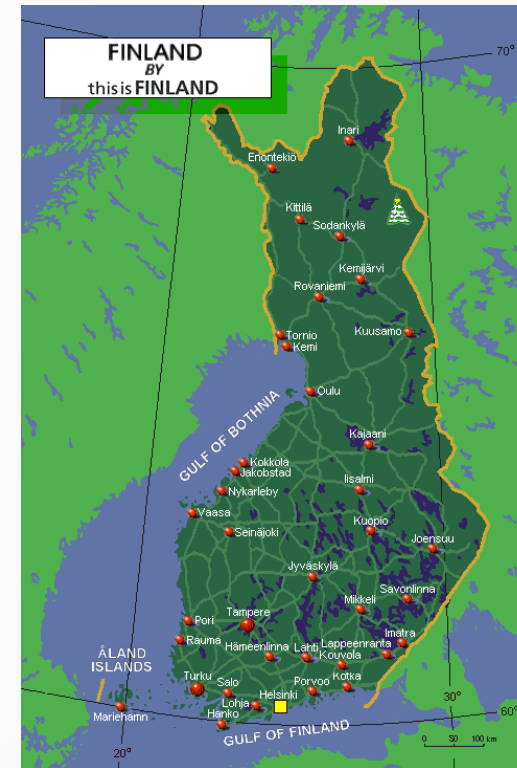 FINLAND
BY
this is FINLAND
70°
Inari
Enontekiö
Kittilä
Sodankylä
Kemijärvi
Rovaniemi
Tornio
Kemi
Kuusamo
Oulu
GULF OF BOTHNIA
Kajaani
Kokkola
Jakobstad
Nykarleby
Iisalmi
Vaasa
Seinäjoki
Kuopio
Joensuu
Jyväskylä
Savonlinna
Mikkeli
Pori
Tampere
Rauma
Imatra
Hämeenlinna
Lahti
Lappeenranta
Kouvola
ÅLAND
ISLANDS
Turku
Salo
Helsinki
Porvoo
Kotka
30°
Mariehamn
Lohja
Hanko
60°
GULF OF FINLAND
20°
0 50 100 km